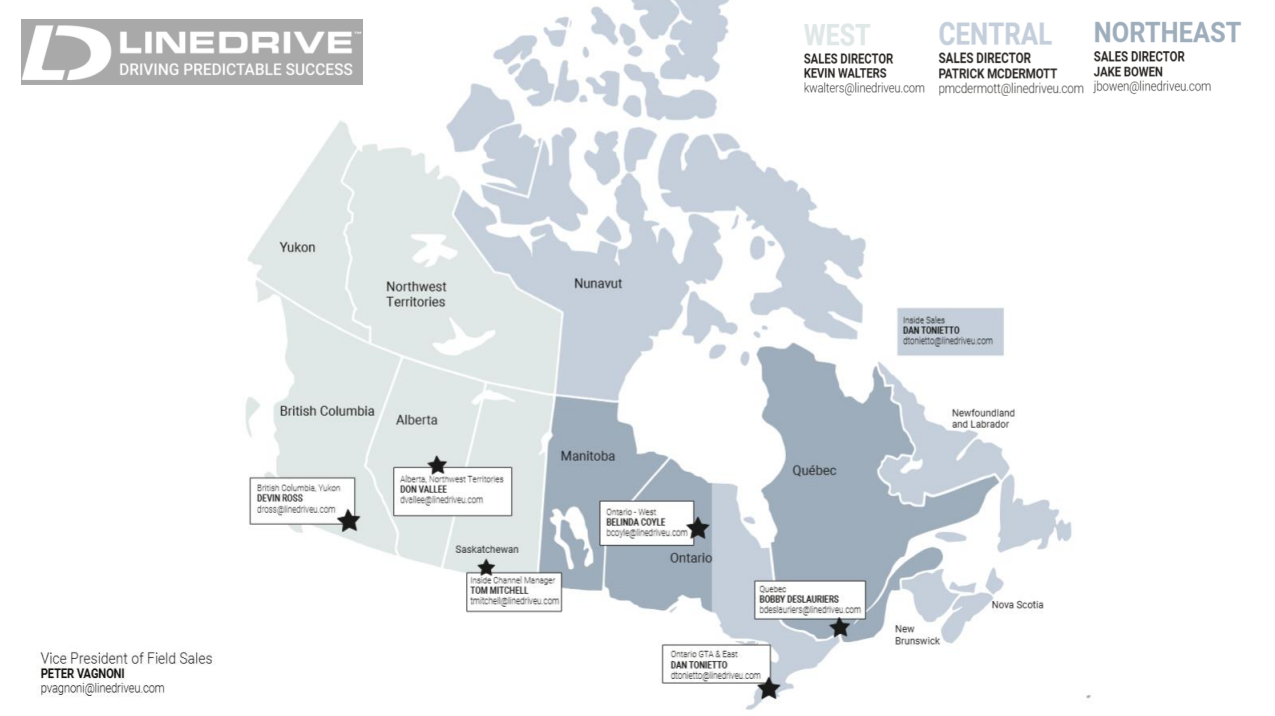 LINEDRIVE™
DRIVING PREDICTABLE SUCCESS
WEST
SALES DIRECTOR
KEVIN WALTERS
kwalters@linedriveu.com
CENTRAL
SALES DIRECTOR
PATRICK MCDERMOTT
pmcdermott@linedriveu.com
NORTHEAST
SALES DIRECTOR
JAKE BOWEN
jbowen@linedriveu.com
Yukon
Northwest
Territories
Nunavut
Inside Sales
DAN TONIETTO
dtonietto@linedriveu.com
British Columbia
Alberta
Manitoba
Québec
Newfoundland
and Labrador
British Columbia, Yukon
DEVIN ROSS
dross@linedriveu.com
Alberta, Northwest Territories
DON VALLEE
dvallee@linedriveu.com
Ontario - West
BELINDA COYLE
bcoyle@linedriveu.com
Ontario
Saskatchewan
Inside Channel Manager
TOM MITCHELL
tmitchell@linedriveu.com
Quebec
BOBBY DESLAURIERS
bdeslauriers@linedriveu.com
Nova Scotia
New
Brunswick
Ontario GTA & East
DAN TONIETTO
dtonietto@linedriveu.com
Vice President of Field Sales
PETER VAGNONI
pvagnoni@linedriveu.com